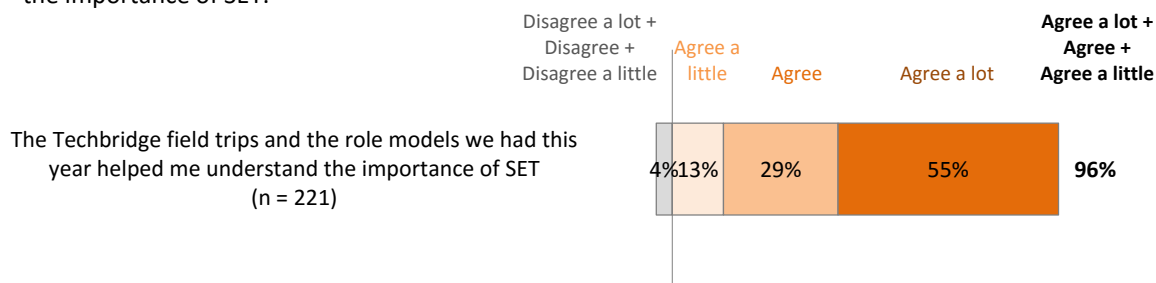 the importance of SET.
Disagree a lot +
Disagree +
Disagree a little
Agree a
little
Agree
Agree a lot
Agree a lot +
Agree +
Agree a little
The Techbridge field trips and the role models we had this
year helped me understand the importance of SET
(n = 221)
4%
13%
29%
55%
96%